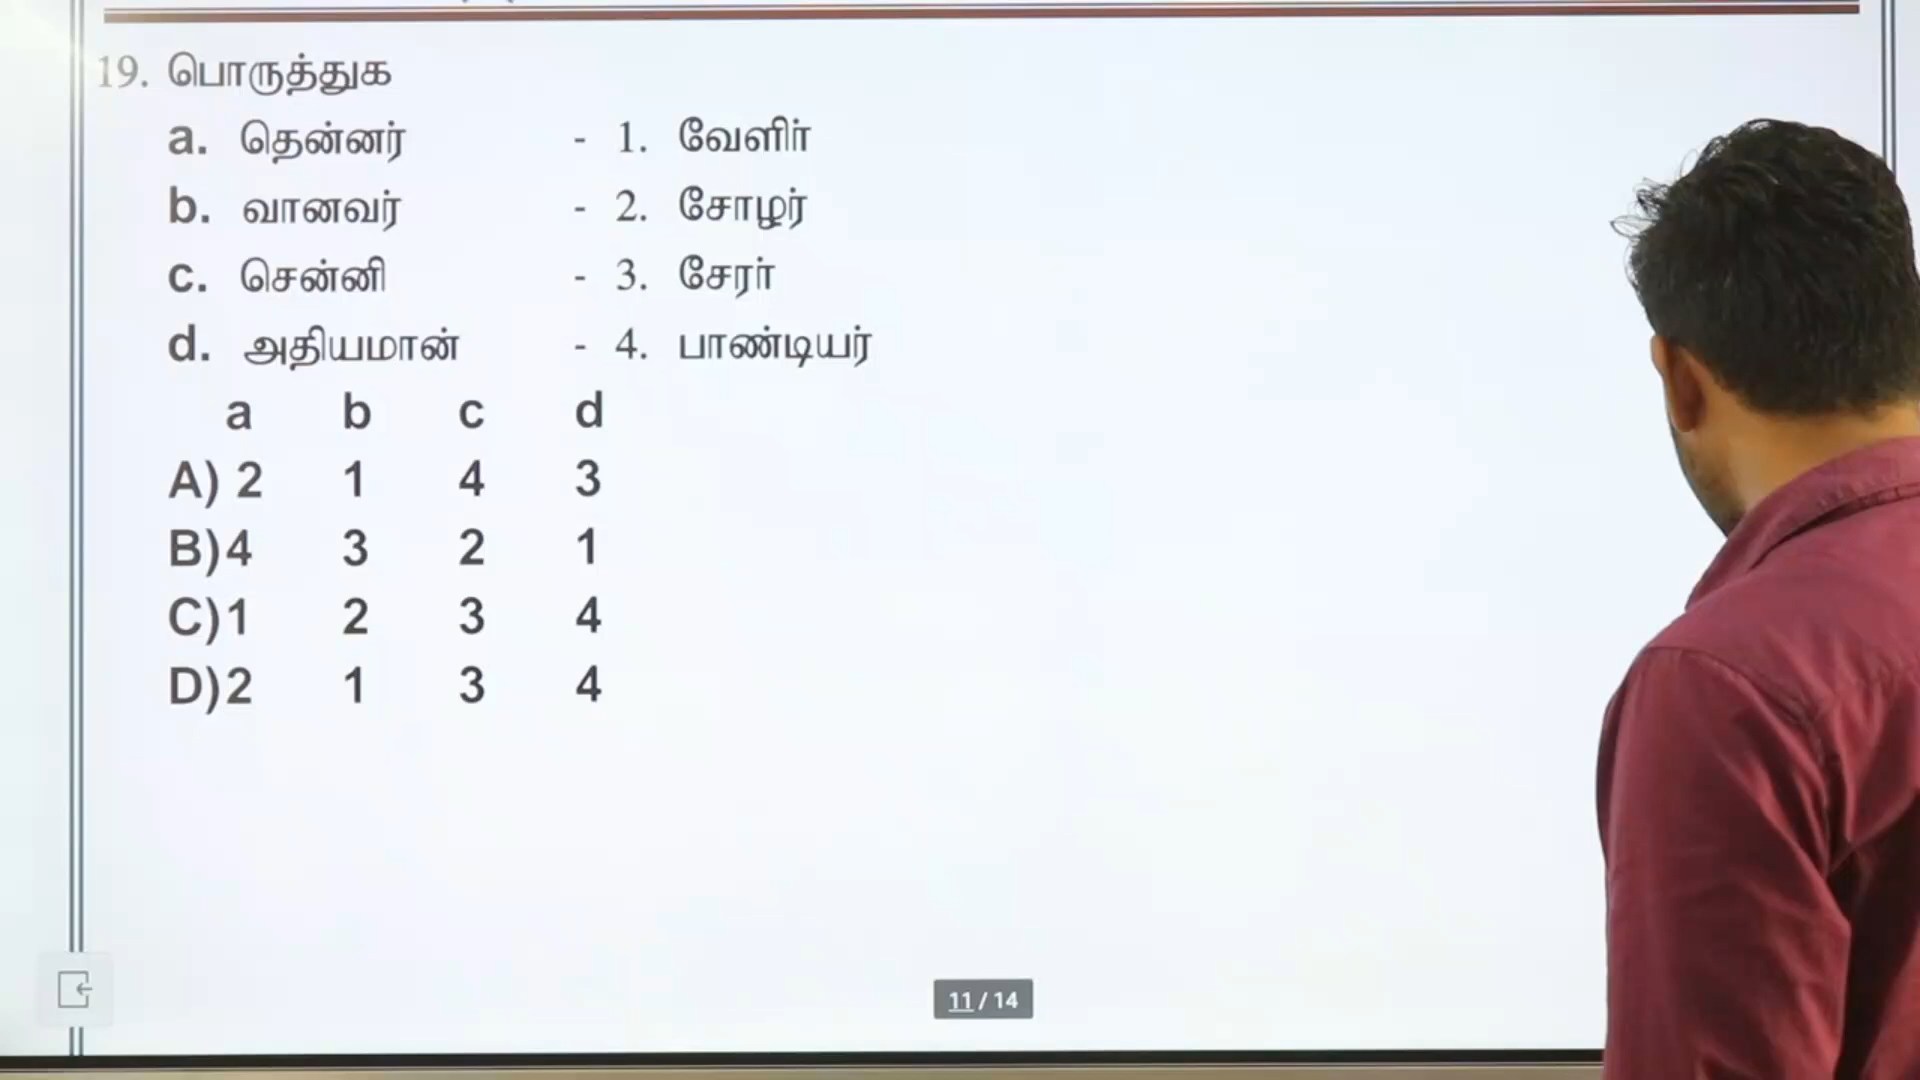 19. பொருத்துக
a. தென்னர் - 1. வேளிர்
b. வானவர் - 2. சோழர்
c. சென்னி - 3. சேரர்
d. அதியமான் - 4. பாண்டியர்
a b c d
A) 2 1 4 3
B)4 3 2 1
C)1 2 3 4
D)2 1 3 4
11 / 14